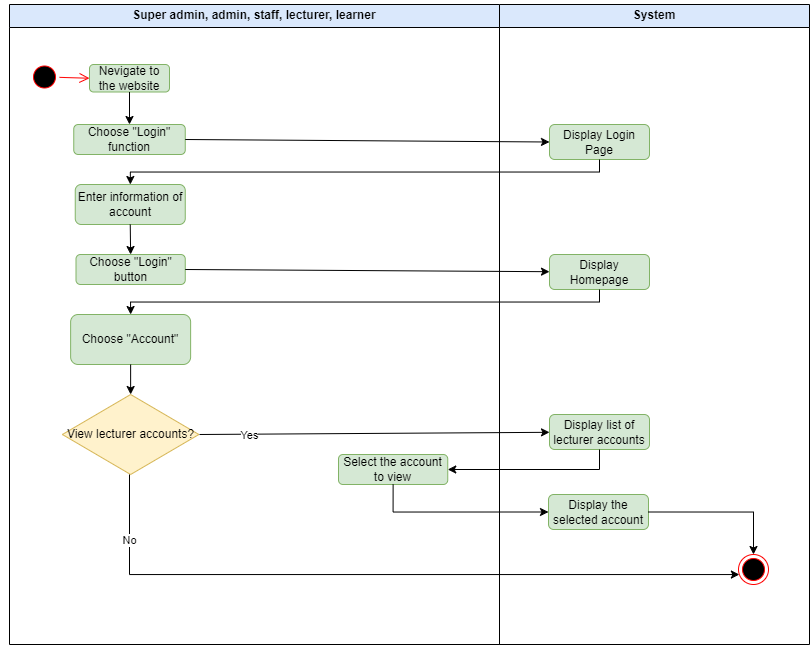 Super admin, admin, staff, lecturer, learner
System
Nevigate to
the website
Choose "Login"
function
Display Login
Page
Enter information of
account
Choose "Login"
button
Display
Homepage
Choose "Account"
View lecturer accounts?
Yes
Display list of
lecturer accounts
Select the account
to view
Display the
selected account
No